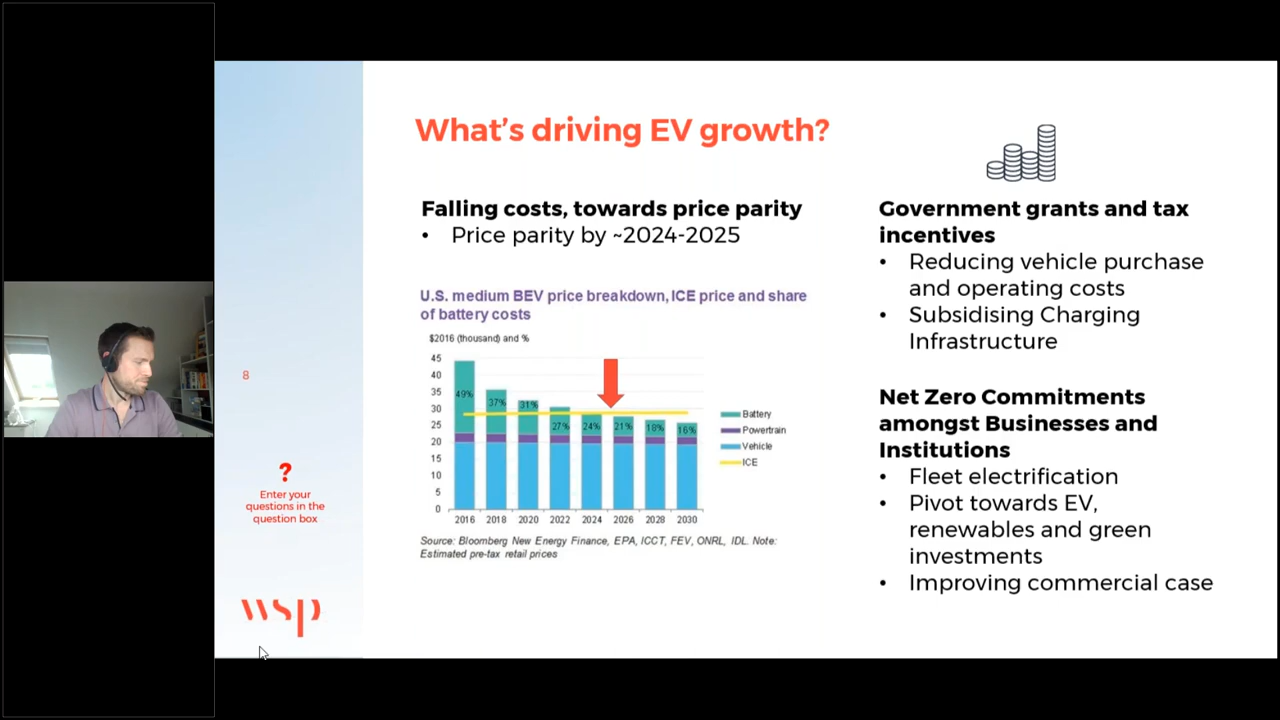 What's driving EV growth?
Falling costs, towards price parity
• Price parity by ~2024-2025
U.S. medium BEV price breakdown, ICE price and share
of battery costs
$2016 (thousand) and %
45
40
35
30
25
20
15
10
5
0
49%
37%
31%
27%
24%
21%
18%
16%
2016 2018 2020 2022 2024 2026 2028 2030
Battery
Powertrain
Vehicle
ICE
Source: Bloomberg New Energy Finance, EPA, ICCT, FEV, ONRL, IDL. Note:
Estimated pre-tax retail prices
Government grants and tax
incentives
• Reducing vehicle purchase
and operating costs
• Subsidising Charging
Infrastructure
Net Zero Commitments
amongst Businesses and
Institutions
• Fleet electrification
• Pivot towards EV,
renewables and green
investments
• Improving commercial case
8
?
Enter your
questions in the
question box
wsp